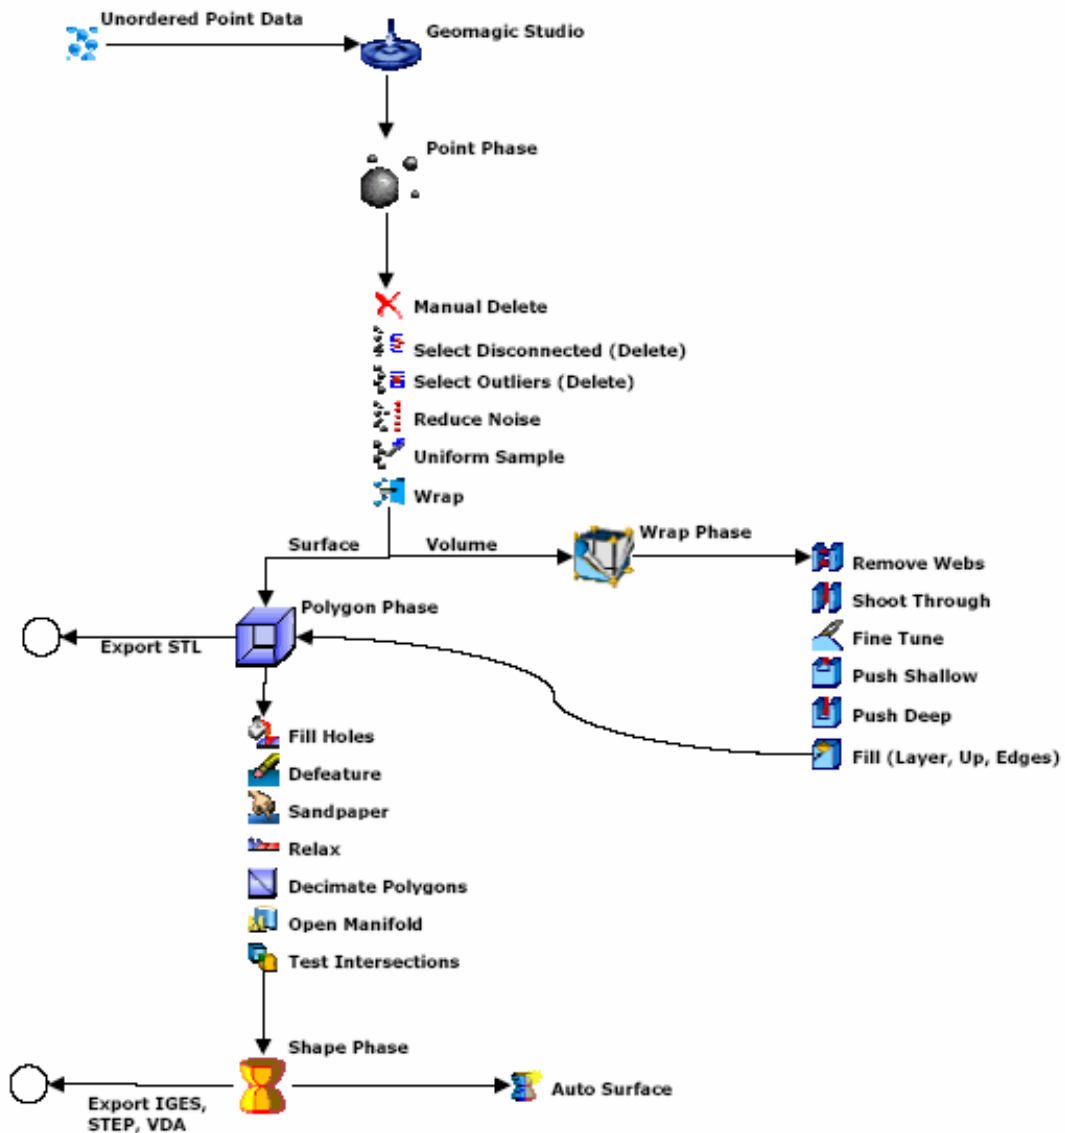 Unordered Point Data
Geomagic Studio
Point Phase
Manual Delete
Select Disconnected (Delete)
Select Outliers (Delete)
Reduce Noise
Uniform Sample
Wrap
Surface
Volume
Wrap Phase
Remove Webs
Shoot Through
Fine Tune
Push Shallow
Push Deep
Fill (Layer, Up, Edges)
Polygon Phase
Export STL
Fill Holes
Defeature
Sandpaper
Relax
Decimate Polygons
Open Manifold
Test Intersections
Shape Phase
Export IGES,
STEP, VDA
Auto Surface